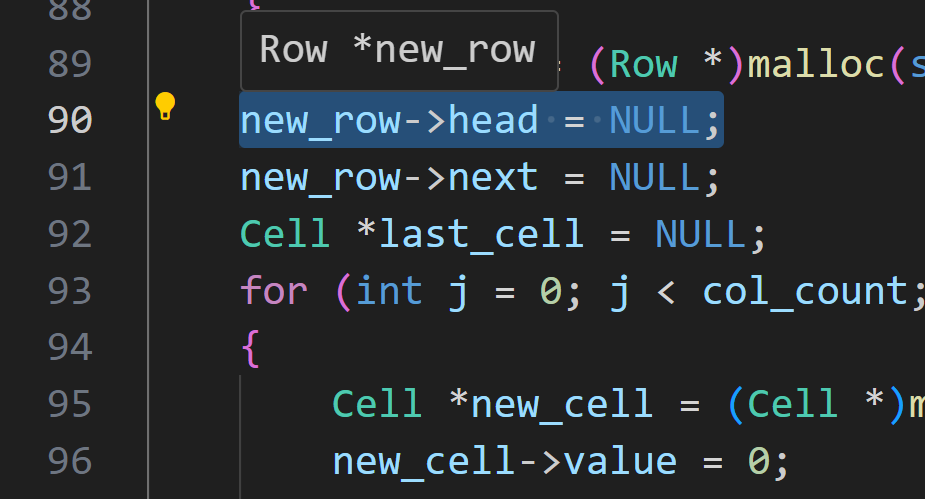 88 {
Row *new_row
89 = (Row *)malloc(s
90 new_row->head = NULL;
91 new_row->next = NULL;
92 Cell *last_cell = NULL;
93 for (int j = 0; j < col_count;
94 {
95 Cell *new_cell = (Cell *)m
96 new_cell->value = 0;